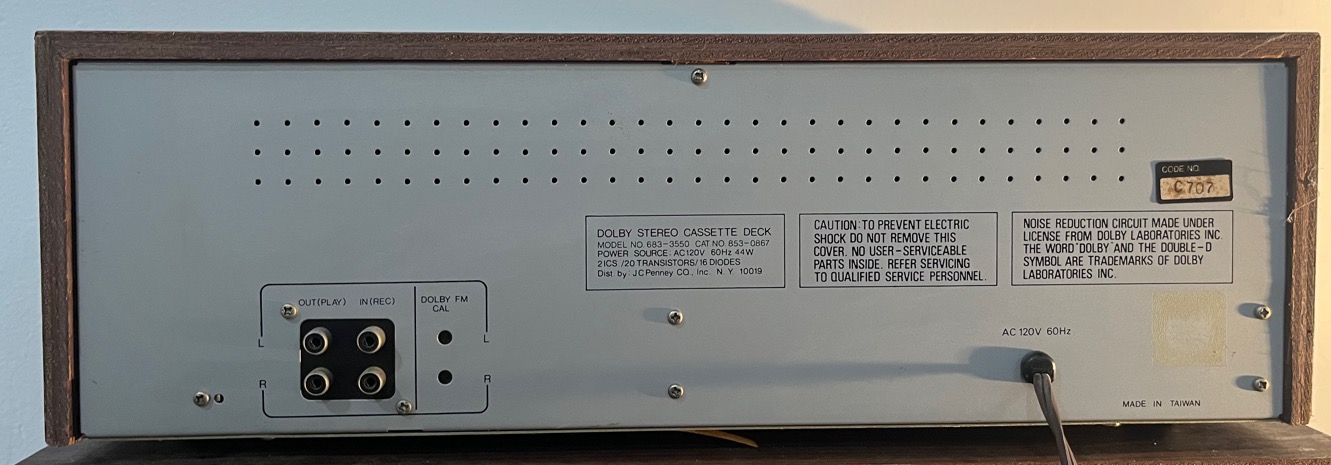 CODE NO.
C707
DOLBY STEREO CASSETTE DECK
MODEL NO. 683-3550 CAT NO. 853-0867
POWER SOURCE: AC120V 60Hz 44W
2ICS /20 TRANSISTORS/16 DIODES
Dist. by: JCPenney CO., Inc. N. Y. 10019
CAUTION: TO PREVENT ELECTRIC
SHOCK DO NOT REMOVE THIS
COVER. NO USER-SERVICEABLE
PARTS INSIDE. REFER SERVICING
TO QUALIFIED SERVICE PERSONNEL.
NOISE REDUCTION CIRCUIT MADE UNDER
LICENSE FROM DOLBY LABORATORIES INC.
THE WORD "DOLBY" AND THE DOUBLE-D
SYMBOL ARE TRADEMARKS OF DOLBY
LABORATORIES INC.
OUT(PLAY) IN(REC) DOLBY FM
CAL
L L
R R
AC 120V 60Hz
MADE IN TAIWAN